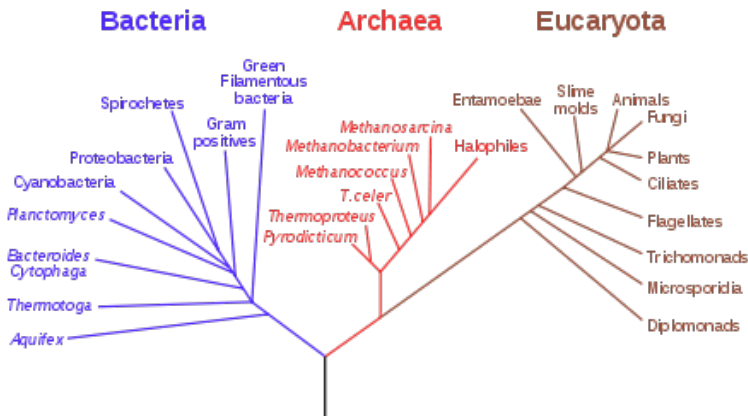 Bacteria
Archaea
Eucaryota
Green
Filamentous
bacteria
Spirochetes
Gram
positives
Proteobacteria
Cyanobacteria
Planctomyces
Bacteroides
Cytophaga
Thermotoga
Aquifex
Methanosarcina
Methanobacterium
Halophiles
Methanococcus
T.celer
Thermoproteus
Pyrodicticum
Entamoebae
Slime
molds
Animals
Fungi
Plants
Ciliates
Flagellates
Trichomonads
Microsporidia
Diplomonads